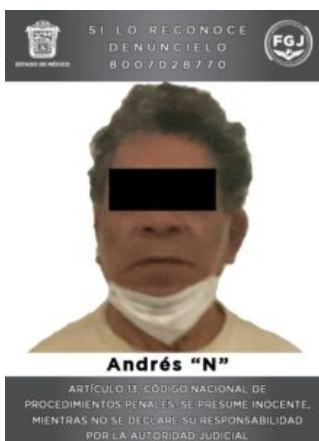 SI LO RECONOCE
DENÚNCIELO
8007028770
ESTADO DE MÉXICO
FGJ
Andrés “N”
ARTÍCULO 13, CÓDIGO NACIONAL DE
PROCEDIMIENTOS PENALES: SE PRESUME INOCENTE,
MIENTRAS NO SE DECLARE SU RESPONSABILIDAD
POR LA AUTORIDAD JUDICIAL